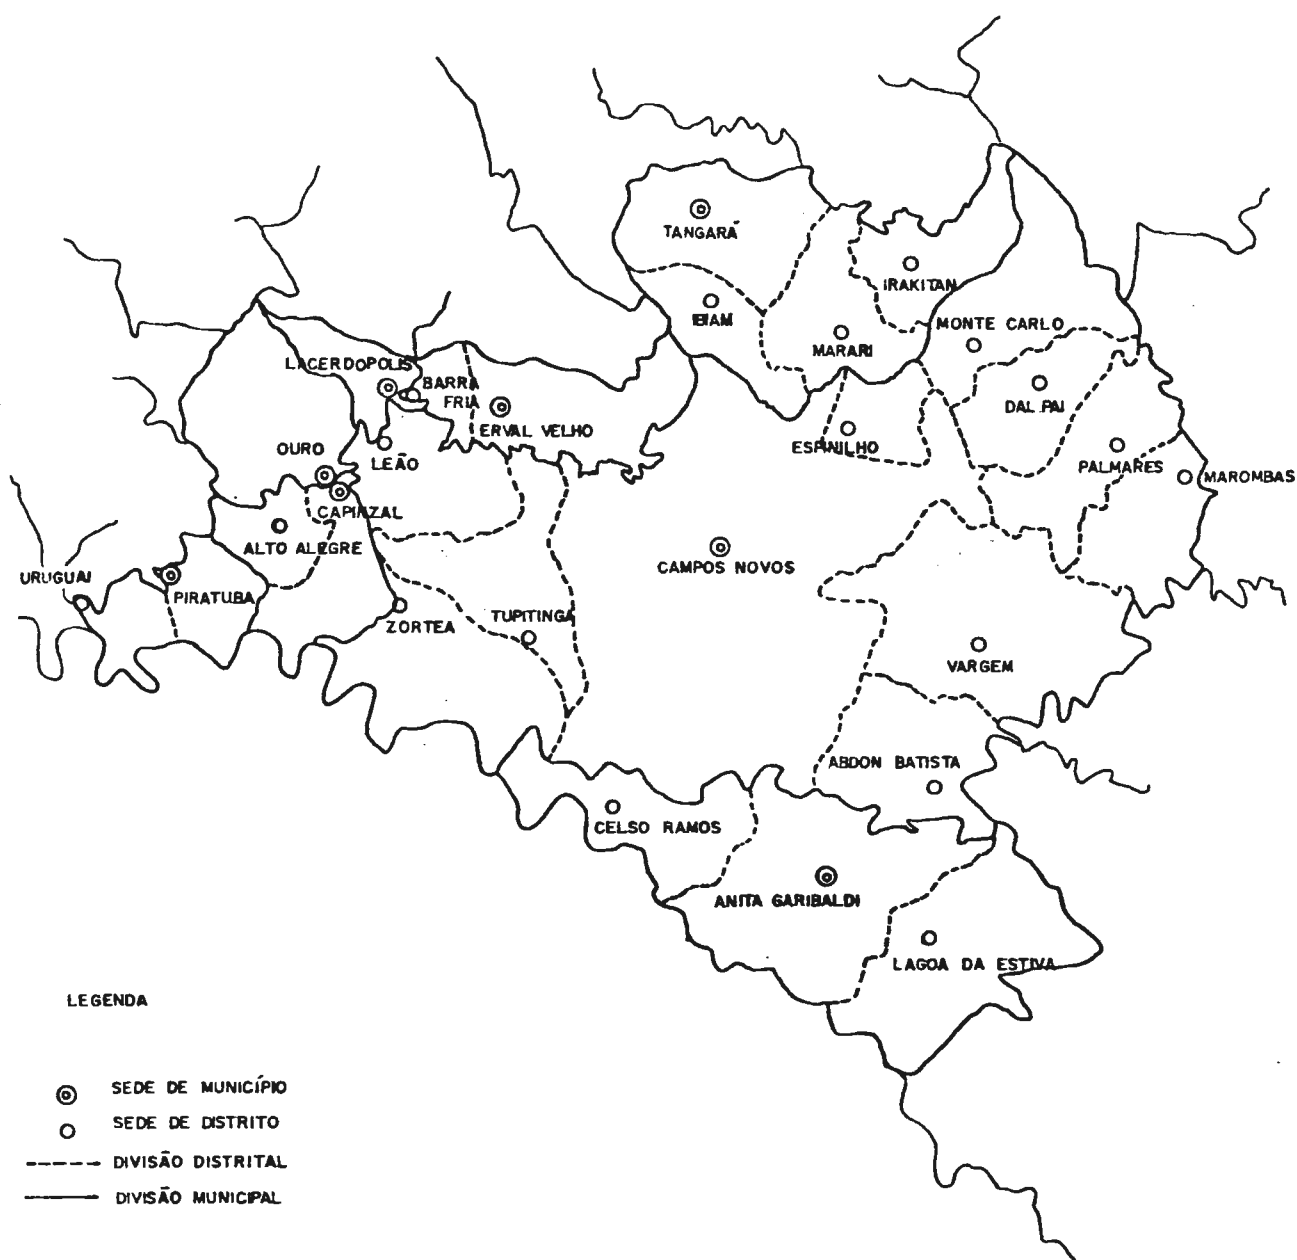 TANGARÁ
IRAKITAN
IBIAM
MONTE CARLO
MARARI
LACERDOPOLIS
BARRA
FRIA
DAL PAI
ERVAL VELHO
ESPINILHO
OURO
LEÃO
PALMARES
MAROMBAS
CAPINZAL
ALTO ALEGRE
CAMPOS NOVOS
URUGUAI
PIRATUBA
TUPITINGA
ZORTEA
VARGEM
ABDON BATISTA
CELSO RAMOS
ANITA GARIBALDI
LAGOA DA ESTIVA
LEGENDA
SEDE DE MUNICÍPIO
SEDE DE DISTRITO
DIVISÃO DISTRITAL
DIVISÃO MUNICIPAL